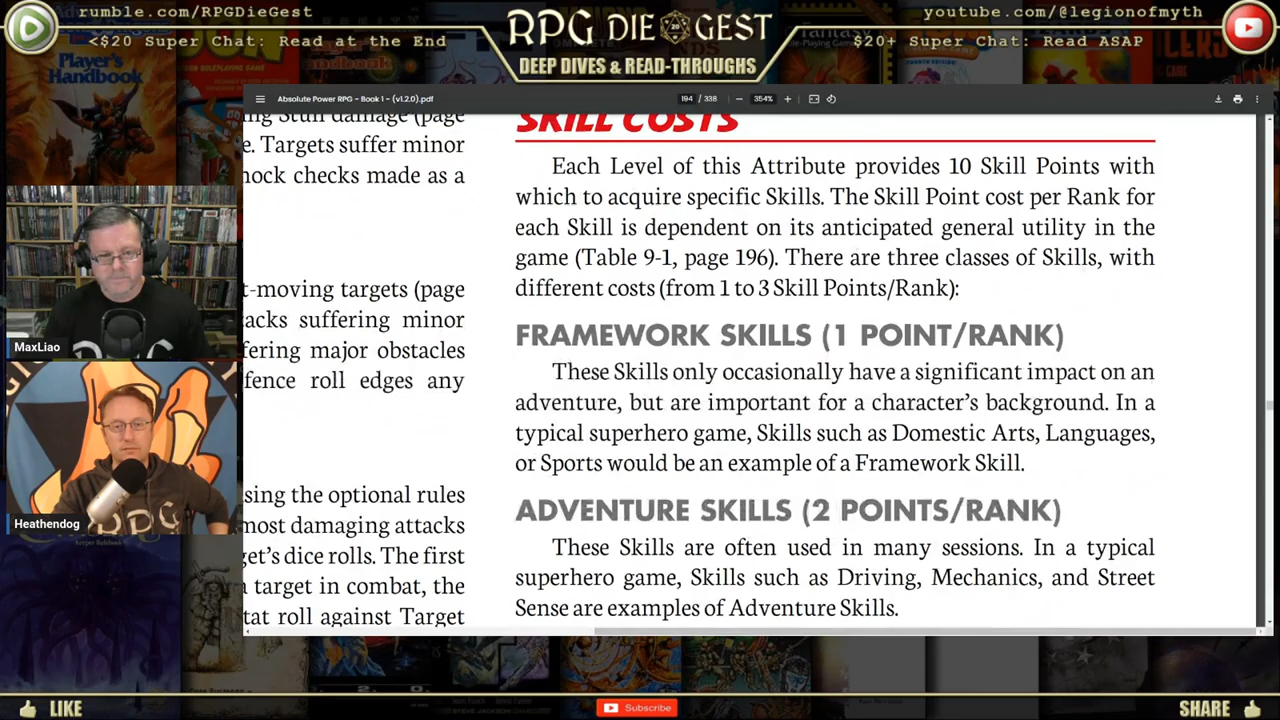 rumble.com/RPGDieGest
<$20 Super Chat: Read at the End
RPG DIE GEST
DEEP DIVES & READ-THROUGHS
youtube.com/@legionofmyth
$20+ Super Chat: Read ASAP
Player's
Handbook
Absolute Power RPG - Book 1 - (v1.2.0).pdf
194 / 338
354%
ng Stun damage (page
e. Targets suffer minor
hock checks made as a
t-moving targets (page
acks suffering minor
fering major obstacles
fence roll edges any
sing the optional rules
most damaging attacks
get's dice rolls. The first
target in combat, the
tat roll against Target
SKILL COSTS
Each Level of this Attribute provides 10 Skill Points with
which to acquire specific Skills. The Skill Point cost per Rank for
each Skill is dependent on its anticipated general utility in the
game (Table 9-1, page 196). There are three classes of Skills, with
different costs (from 1 to 3 Skill Points/Rank):
FRAMEWORK SKILLS (1 POINT/RANK)
These Skills only occasionally have a significant impact on an
adventure, but are important for a character's background. In a
typical superhero game, Skills such as Domestic Arts, Languages,
or Sports would be an example of a Framework Skill.
ADVENTURE SKILLS (2 POINTS/RANK)
These Skills are often used in many sessions. In a typical
superhero game, Skills such as Driving, Mechanics, and Street
Sense are examples of Adventure Skills.
MaxLiao
Heathendog
LIKE
Subscribe
SHARE